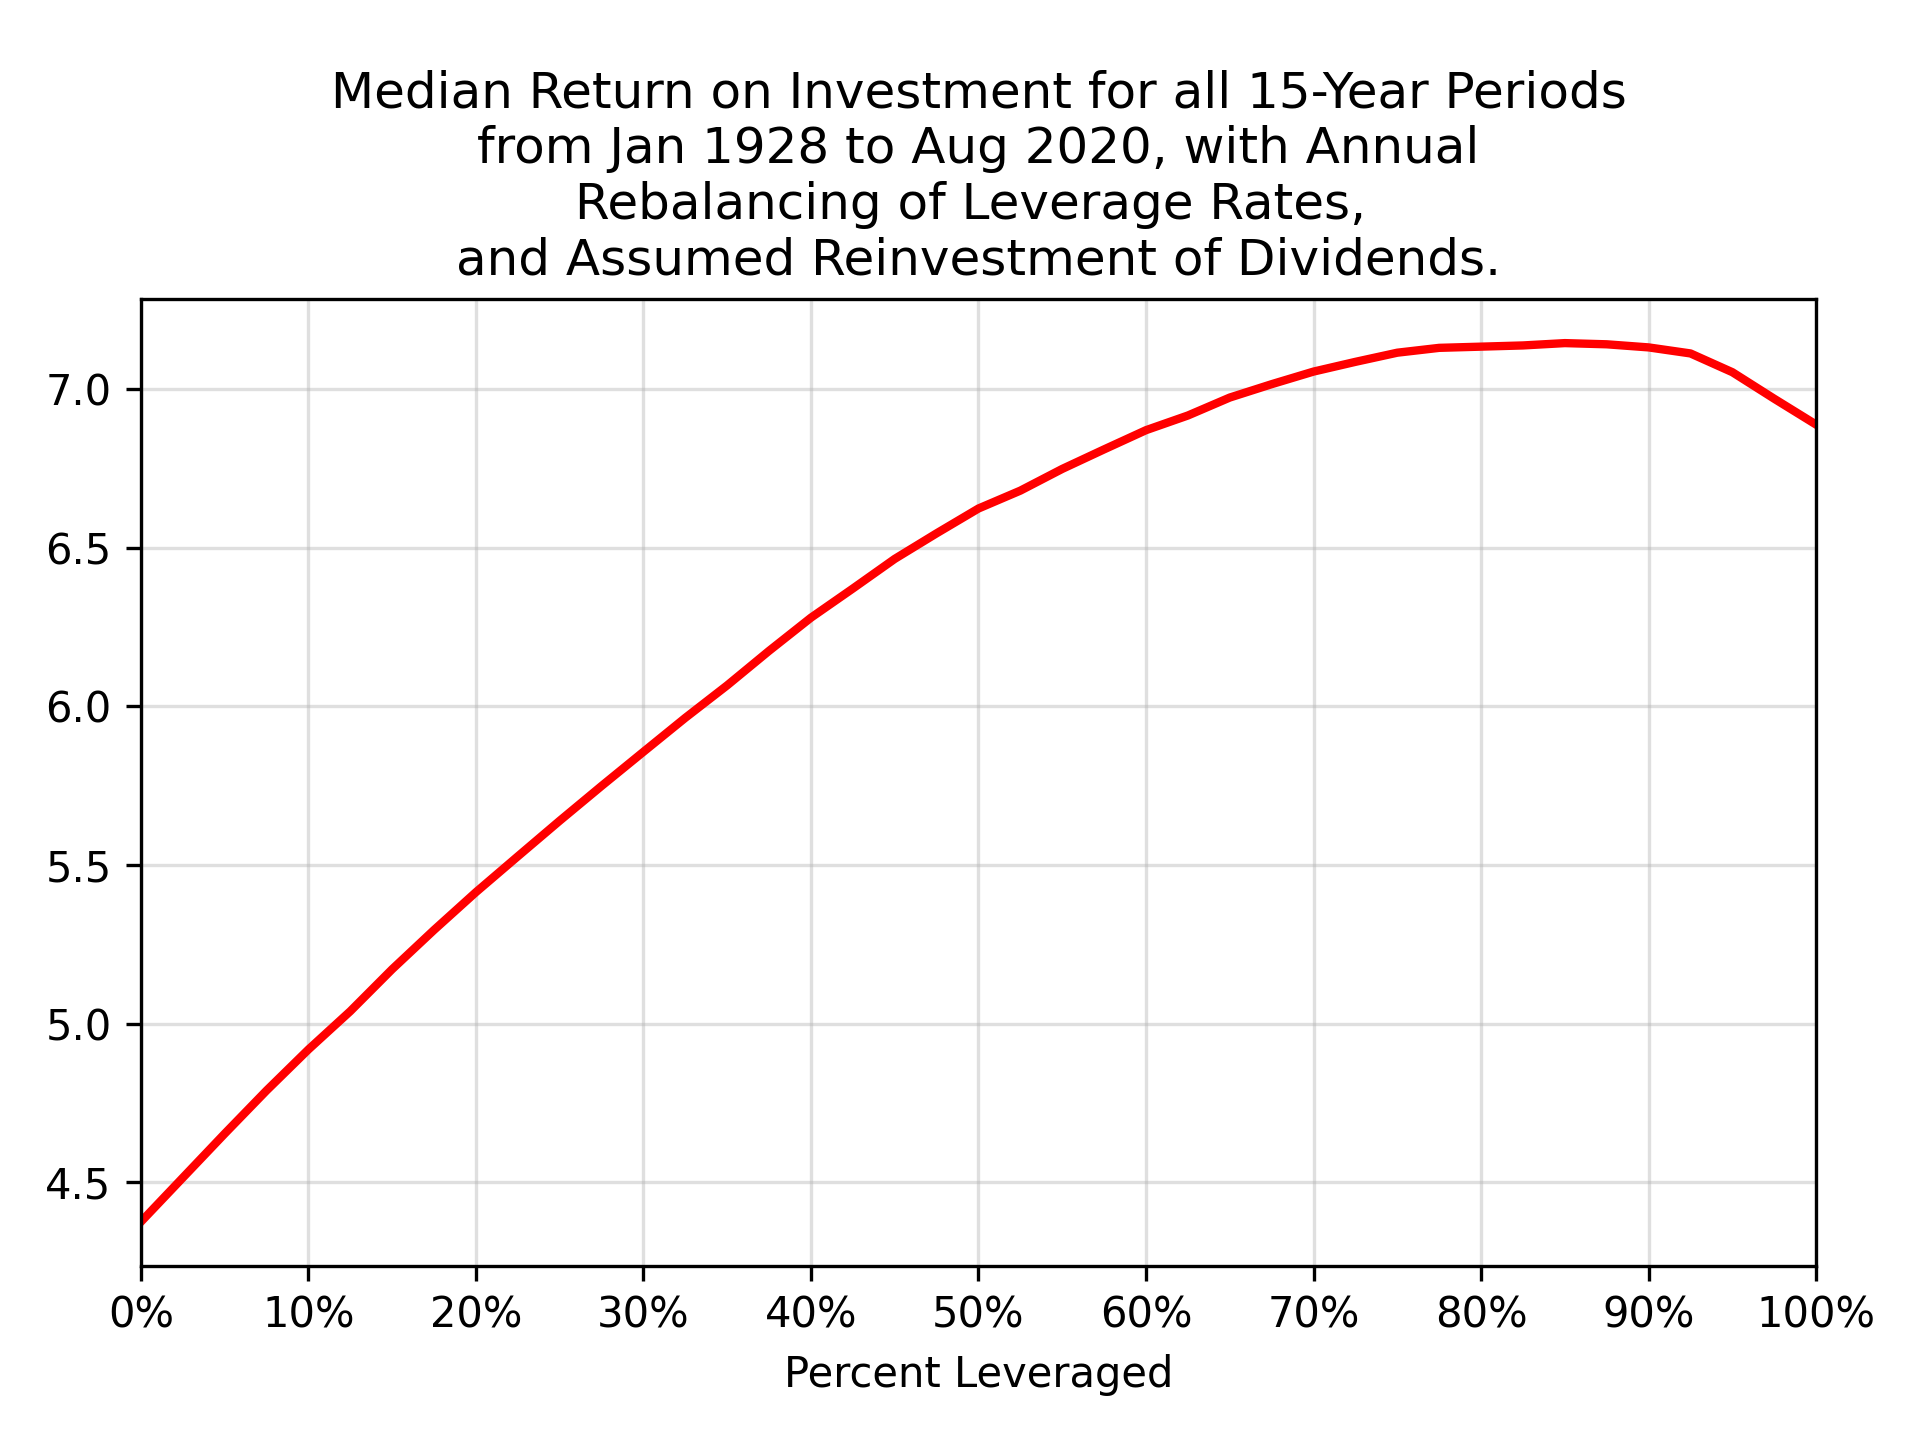 Median Return on Investment for all 15-Year Periods
from Jan 1928 to Aug 2020, with Annual
Rebalancing of Leverage Rates,
and Assumed Reinvestment of Dividends.
7.0
6.5
6.0
5.5
5.0
4.5
0% 10% 20% 30% 40% 50% 60% 70% 80% 90% 100%
Percent Leveraged